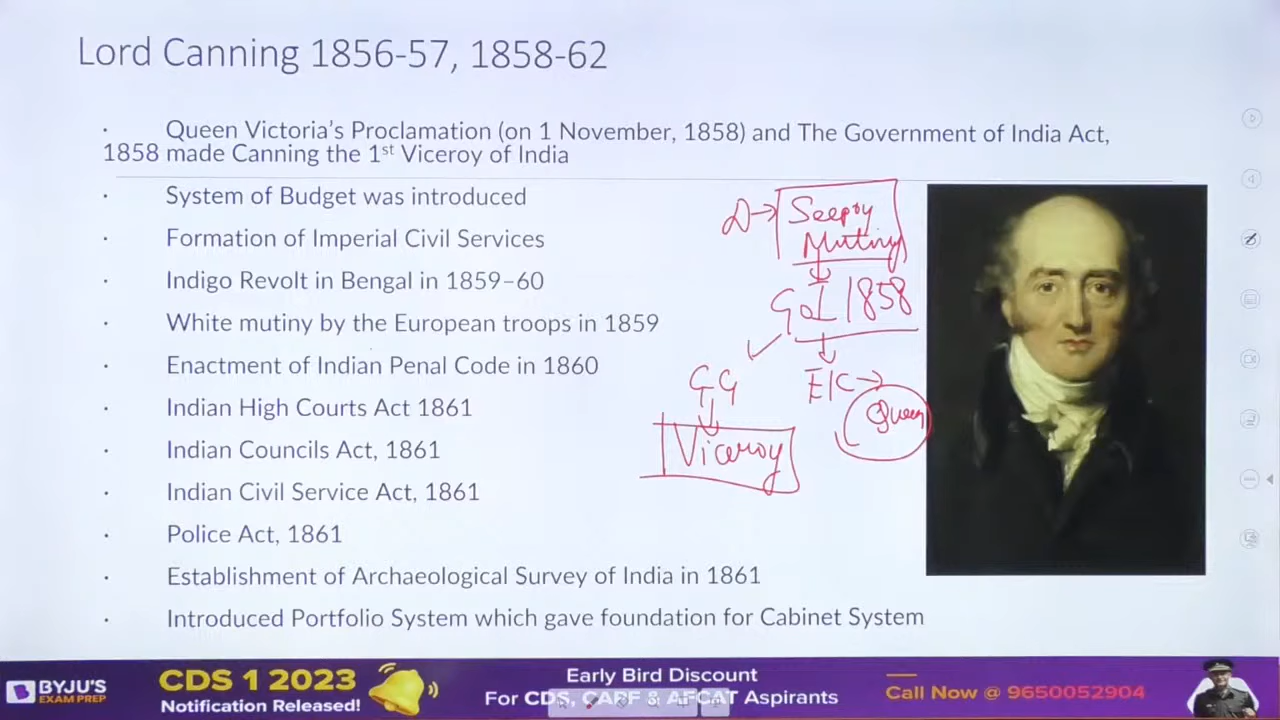 Lord Canning 1856-57, 1858-62
· Queen Victoria's Proclamation (on 1 November, 1858) and The Government of India Act,
1858 made Canning the 1st Viceroy of India
· System of Budget was introduced
· Formation of Imperial Civil Services
· Indigo Revolt in Bengal in 1859–60
· White mutiny by the European troops in 1859
· Enactment of Indian Penal Code in 1860
· Indian High Courts Act 1861
· Indian Councils Act, 1861
· Indian Civil Service Act, 1861
· Police Act, 1861
· Establishment of Archaeological Survey of India in 1861
· Introduced Portfolio System which gave foundation for Cabinet System
Seepoy
Mutiny
GoI 1858
GG
EIC
Queen
Viceroy
BYJU'S
EXAM PREP
CDS 1 2023
Notification Released!
Early Bird Discount
For CDS, CAPF & AFCAT Aspirants
Call Now @ 9650052904